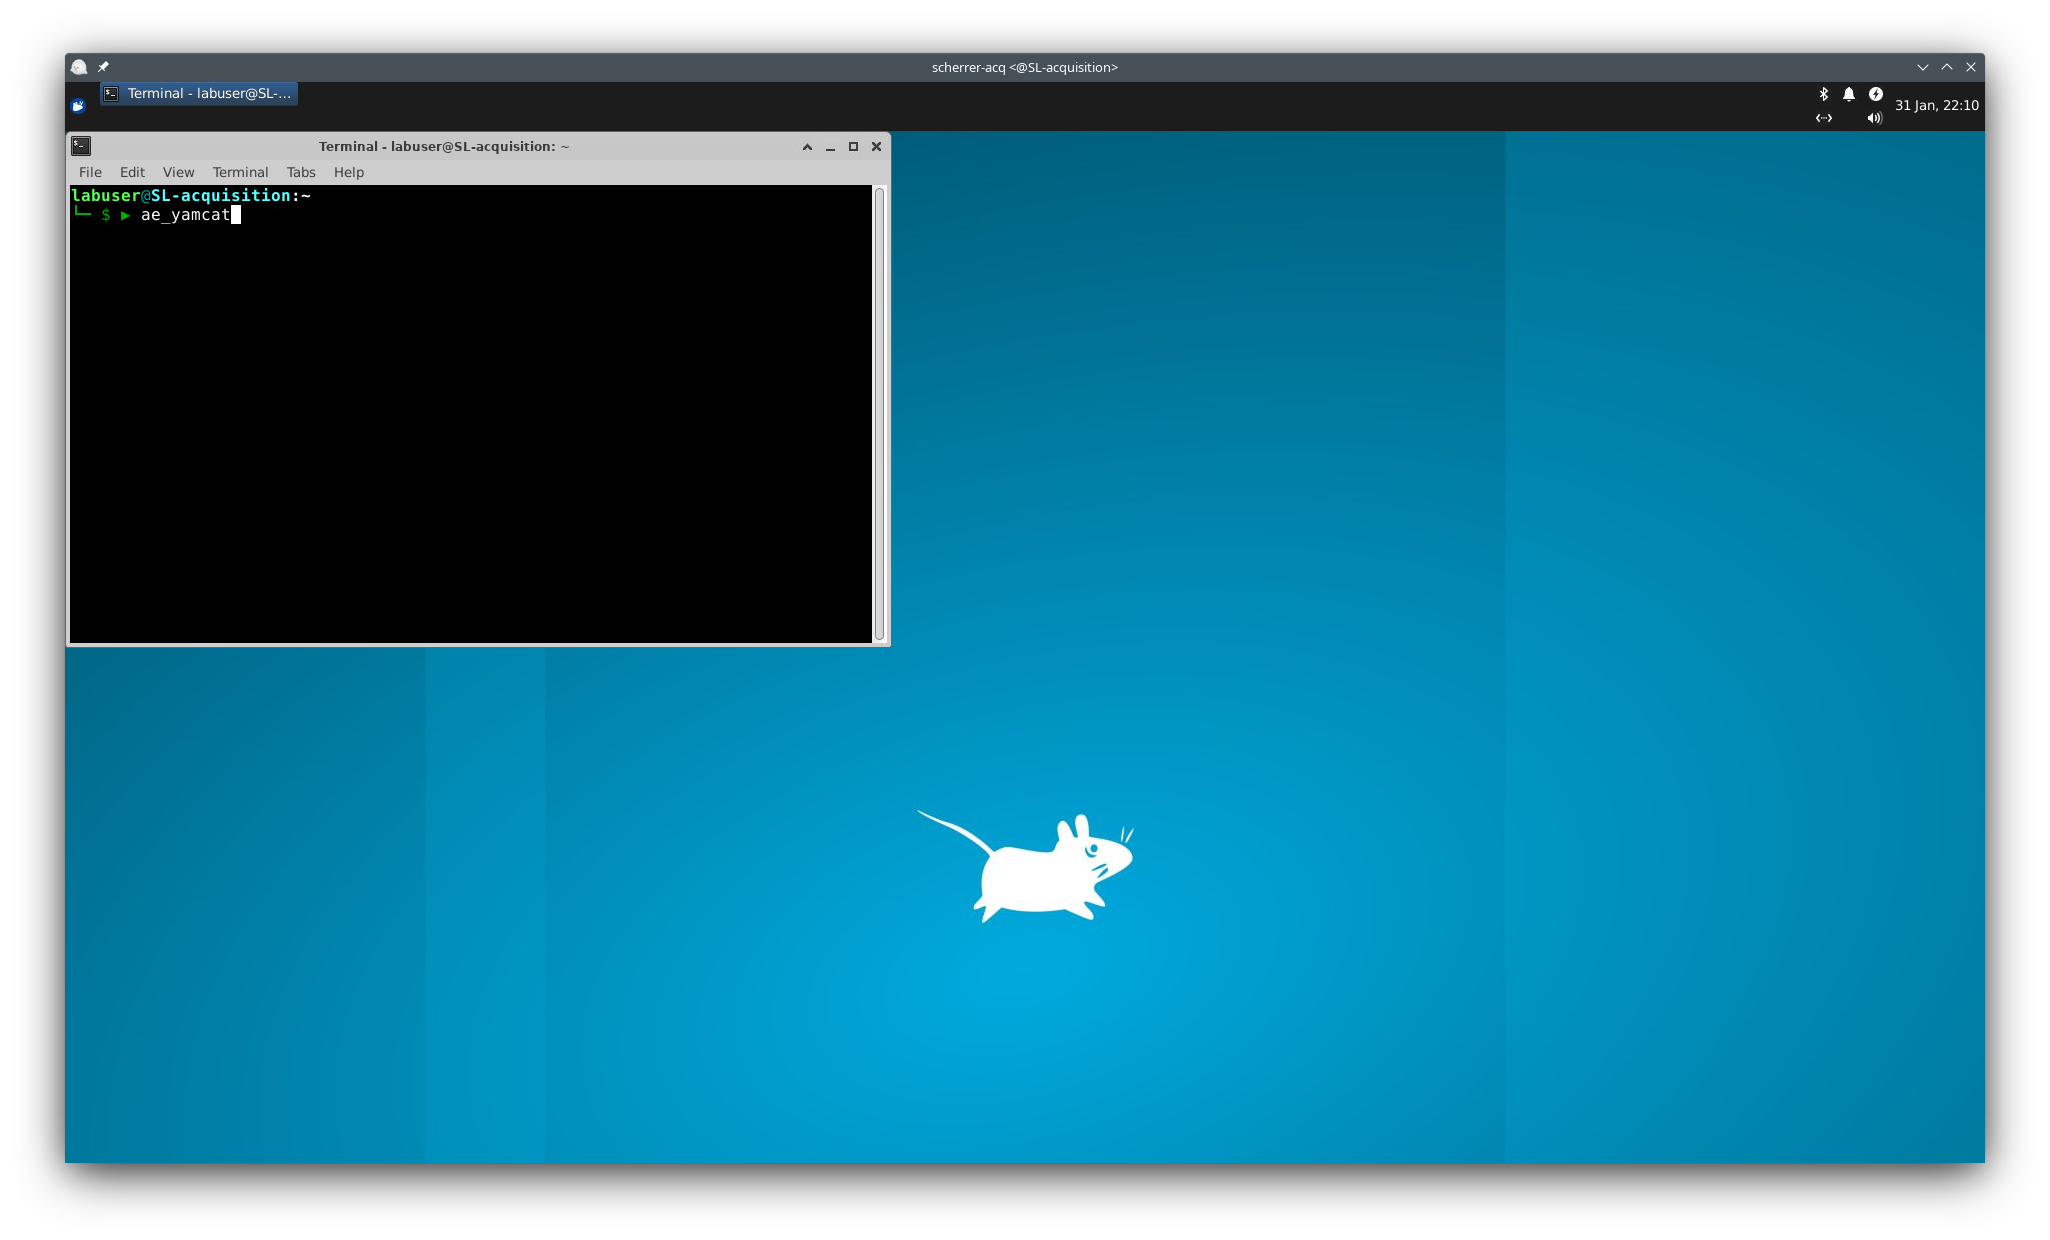 scherrer-acq <@SL-acquisition>
Terminal - labuser@SL-...
31 Jan, 22:10
Terminal - labuser@SL-acquisition: ~
File Edit View Terminal Tabs Help
labuser@SL-acquisition:~
└─ $ ▶ ae_yamcat